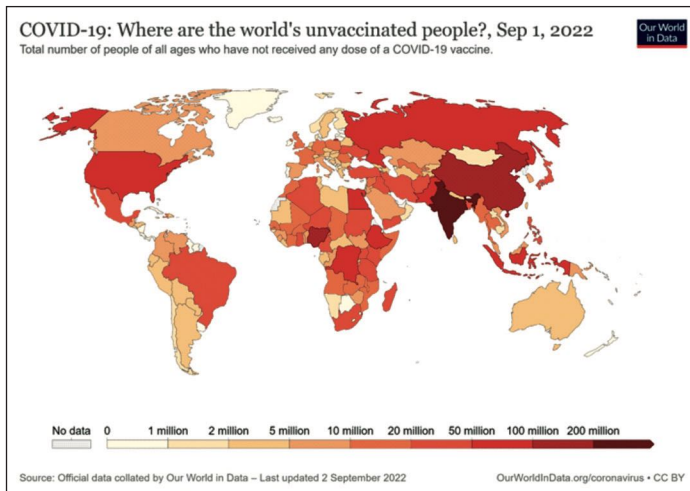 COVID-19: Where are the world's unvaccinated people?, Sep 1, 2022
Total number of people of all ages who have not received any dose of a COVID-19 vaccine.
Our World
in Data
No data 0 1 million 2 million 5 million 10 million 20 million 50 million 100 million 200 million
Source: Official data collated by Our World in Data – Last updated 2 September 2022
OurWorldInData.org/coronavirus • CC BY